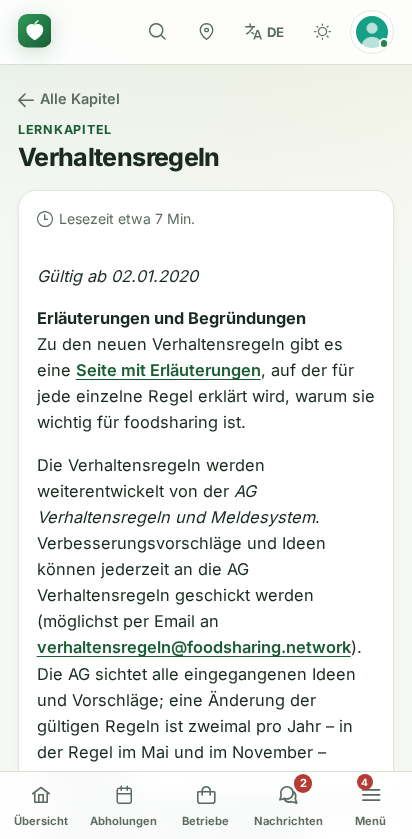 DE
Alle Kapitel
LERNKAPITEL
Verhaltensregeln
Lesezeit etwa 7 Min.
Gültig ab 02.01.2020
Erläuterungen und Begründungen
Zu den neuen Verhaltensregeln gibt es
eine Seite mit Erläuterungen, auf der für
jede einzelne Regel erklärt wird, warum sie
wichtig für foodsharing ist.
Die Verhaltensregeln werden
weiterentwickelt von der AG
Verhaltensregeln und Meldesystem.
Verbesserungsvorschläge und Ideen
können jederzeit an die AG
Verhaltensregeln geschickt werden
(möglichst per Email an
verhaltensregeln@foodsharing.network).
Die AG sichtet alle eingegangenen Ideen
und Vorschläge; eine Änderung der
gültigen Regeln ist zweimal pro Jahr – in
der Regel im Mai und im November –
2
4
Übersicht
Abholungen
Betriebe
Nachrichten
Menü